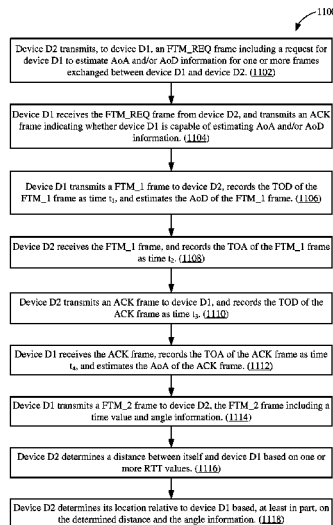 1100
Device D2 transmits, to device D1, an FTM_REQ frame including a request for
device D1 to estimate AoA and/or AoD information for one or more frames
exchanged between device D1 and device D2. (1102)
Device D1 receives the FTM_REQ frame from device D2, and transmits an ACK
frame indicating whether device D1 is capable of estimating AoA and/or AoD
information. (1104)
Device D1 transmits a FTM_1 frame to device D2, records the TOD of
the FTM_1 frame as time t₁, and estimates the AoD of the FTM_1 frame. (1106)
Device D2 receives the FTM_1 frame, and records the TOA of the FTM_1 frame
as time t₂. (1108)
Device D2 transmits an ACK frame to device D1, and records the TOD of
the ACK frame as time t₃. (1110)
Device D1 receives the ACK frame, records the TOA of the ACK frame as time
t₄, and estimates the AoA of the ACK frame. (1112)
Device D1 transmits a FTM_2 frame to device D2, the FTM_2 frame including a
time value and angle information. (1114)
Device D2 determines a distance between itself and device D1 based on one or
more RTT values. (1116)
Device D2 determines its location relative to device D1 based, at least in part, on
the determined distance and the angle information. (1118)